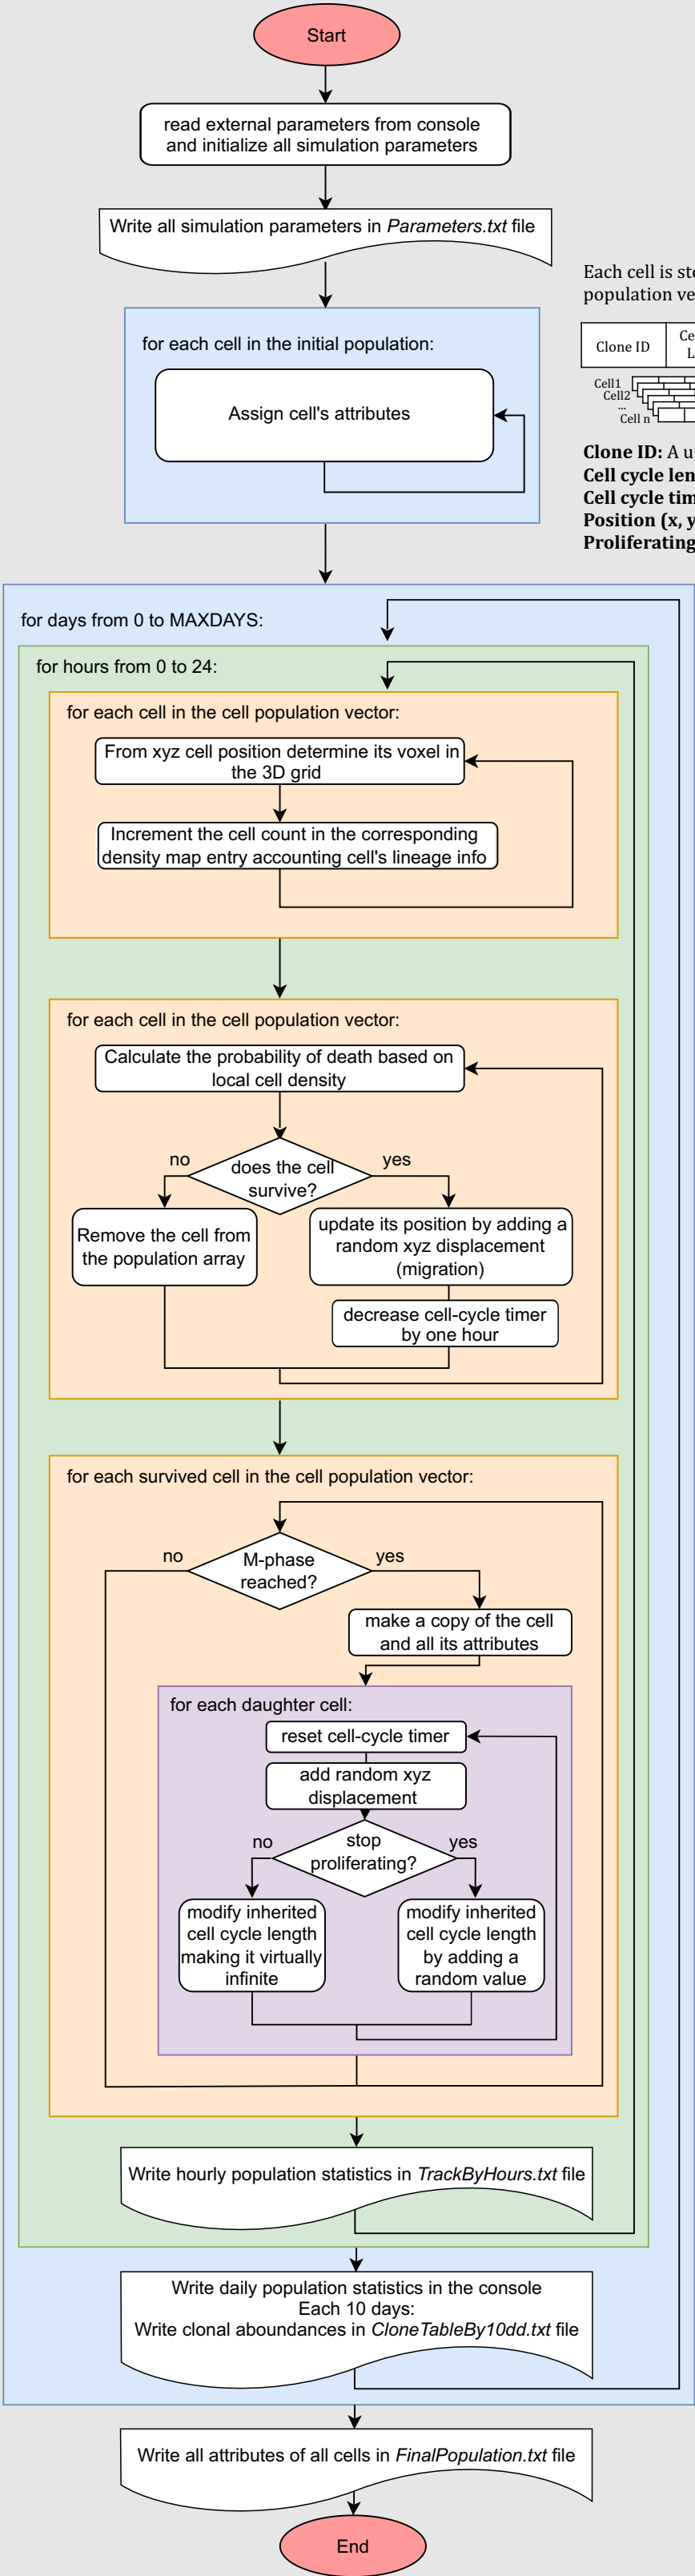 Start
read external parameters from console
and initialize all simulation parameters
Write all simulation parameters in Parameters.txt file
for each cell in the initial population:
Assign cell's attributes
Each cell is
population
Clone ID
Cell1
Cell2
...
Cell n
Clone ID: A
Cell cycle
Cell cycle
Position (x,
Proliferating
for days from 0 to MAXDAYS:
for hours from 0 to 24:
for each cell in the cell population vector:
From xyz cell position determine its voxel in
the 3D grid
Increment the cell count in the corresponding
density map entry accounting cell's lineage info
for each cell in the cell population vector:
Calculate the probability of death based on
local cell density
does the cell
survive?
no
yes
Remove the cell from
the population array
update its position by adding a
random xyz displacement
(migration)
decrease cell-cycle timer
by one hour
for each survived cell in the cell population vector:
M-phase
reached?
no
yes
make a copy of the cell
and all its attributes
for each daughter cell:
reset cell-cycle timer
add random xyz
displacement
stop
proliferating?
no
yes
modify inherited
cell cycle length
making it virtually
infinite
modify inherited
cell cycle length
by adding a
random value
Write hourly population statistics in TrackByHours.txt file
Write daily population statistics in the console
Each 10 days:
Write clonal aboundances in CloneTableBy10dd.txt file
Write all attributes of all cells in FinalPopulation.txt file
End